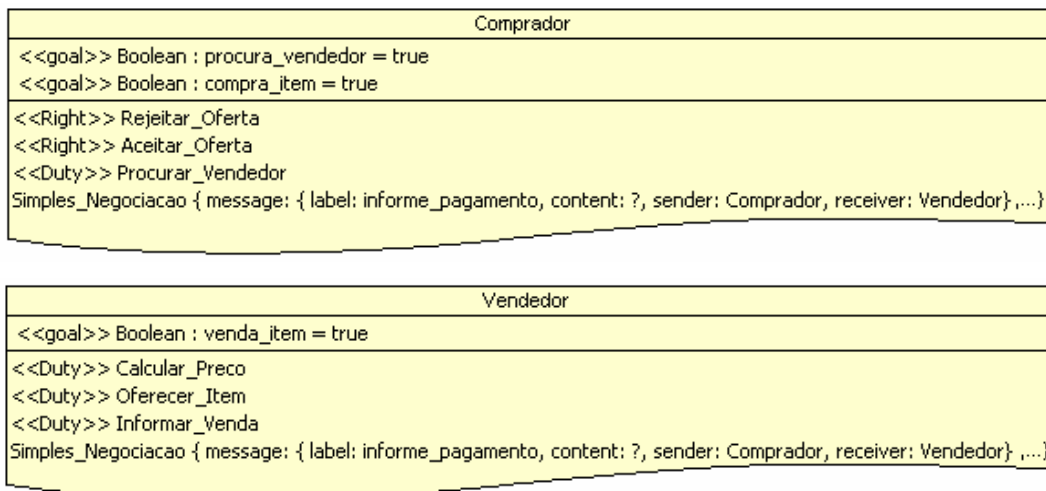 Comprador
<<goal>> Boolean : procura_vendedor = true
<<goal>> Boolean : compra_item = true
<<Right>> Rejeitar_Oferta
<<Right>> Aceitar_Oferta
<<Duty>> Procurar_Vendedor
Simples_Negociacao { message: { label: informe_pagamento, content: ?, sender: Comprador, receiver: Vendedor} ,...}
Vendedor
<<goal>> Boolean : venda_item = true
<<Duty>> Calcular_Preco
<<Duty>> Oferecer_Item
<<Duty>> Informar_Venda
Simples_Negociacao { message: { label: informe_pagamento, content: ?, sender: Comprador, receiver: Vendedor} ,...}